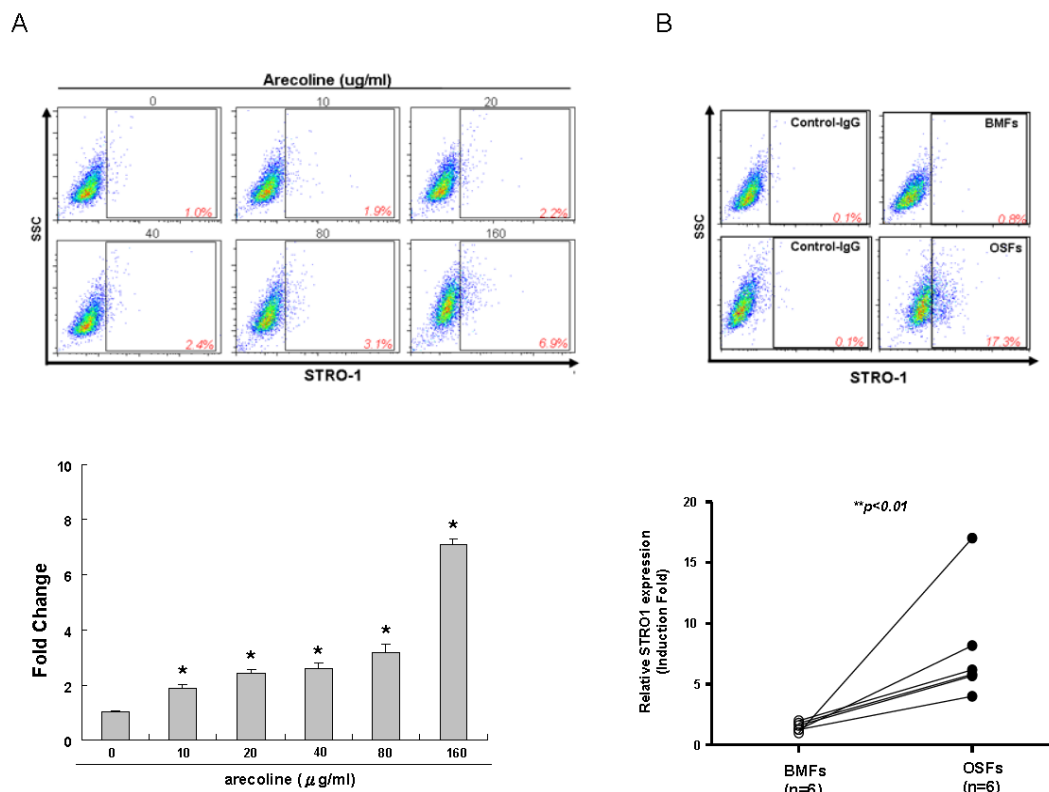 A
B
Arecoline (ug/ml)
0
10
20
SSC
1.0%
1.9%
2.2%
40
80
160
2.4%
3.1%
6.9%
STRO-1
Control-IgG
BMFs
SSC
0.1%
0.8%
Control-IgG
OSFs
0.1%
17.3%
STRO-1
Fold Change
10
8
6
4
2
0
*
*
*
*
*
0
10
20
40
80
160
arecoline (μg/ml)
Relative STRO1 expression
(Induction Fold)
20
15
10
5
0
**p<0.01
BMFs
(n=6)
OSFs
(n=6)